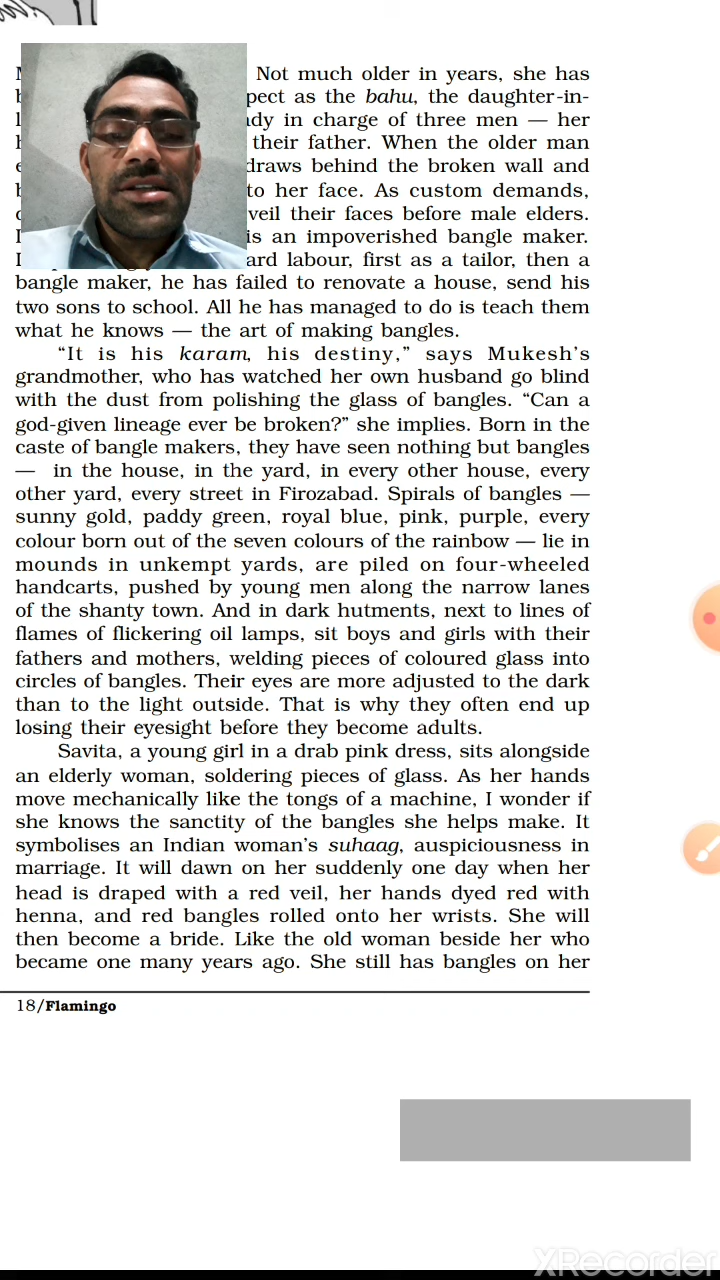 Not much older in years, she has
pect as the bahu, the daughter-in-
ady in charge of three men — her
their father. When the older man
draws behind the broken wall and
to her face. As custom demands,
veil their faces before male elders.
is an impoverished bangle maker.
ard labour, first as a tailor, then a
bangle maker, he has failed to renovate a house, send his
two sons to school. All he has managed to do is teach them
what he knows — the art of making bangles.
“It is his karam, his destiny,” says Mukesh’s
grandmother, who has watched her own husband go blind
with the dust from polishing the glass of bangles. “Can a
god-given lineage ever be broken?” she implies. Born in the
caste of bangle makers, they have seen nothing but bangles
— in the house, in the yard, in every other house, every
other yard, every street in Firozabad. Spirals of bangles —
sunny gold, paddy green, royal blue, pink, purple, every
colour born out of the seven colours of the rainbow — lie in
mounds in unkempt yards, are piled on four-wheeled
handcarts, pushed by young men along the narrow lanes
of the shanty town. And in dark hutments, next to lines of
flames of flickering oil lamps, sit boys and girls with their
fathers and mothers, welding pieces of coloured glass into
circles of bangles. Their eyes are more adjusted to the dark
than to the light outside. That is why they often end up
losing their eyesight before they become adults.
Savita, a young girl in a drab pink dress, sits alongside
an elderly woman, soldering pieces of glass. As her hands
move mechanically like the tongs of a machine, I wonder if
she knows the sanctity of the bangles she helps make. It
symbolises an Indian woman’s suhaag, auspiciousness in
marriage. It will dawn on her suddenly one day when her
head is draped with a red veil, her hands dyed red with
henna, and red bangles rolled onto her wrists. She will
then become a bride. Like the old woman beside her who
became one many years ago. She still has bangles on her
18/Flamingo
XRecorder